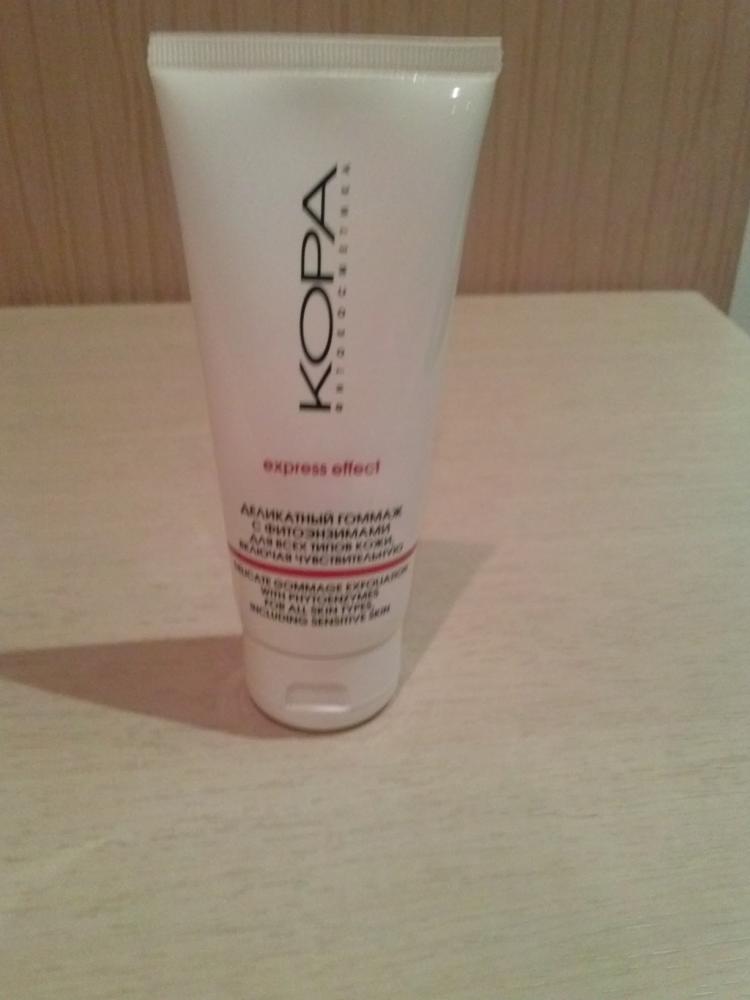 КОРА
фитокосметика
express effect
ДЕЛИКАТНЫЙ ГОММАЖ
С ФИТОЭНЗИМАМИ
ДЛЯ ВСЕХ ТИПОВ КОЖИ,
ВКЛЮЧАЯ ЧУВСТВИТЕЛЬНУЮ
DELICATE GOMMAGE EXFOLIATION
WITH PHYTOENZYMES
FOR ALL SKIN TYPES,
INCLUDING SENSITIVE SKIN